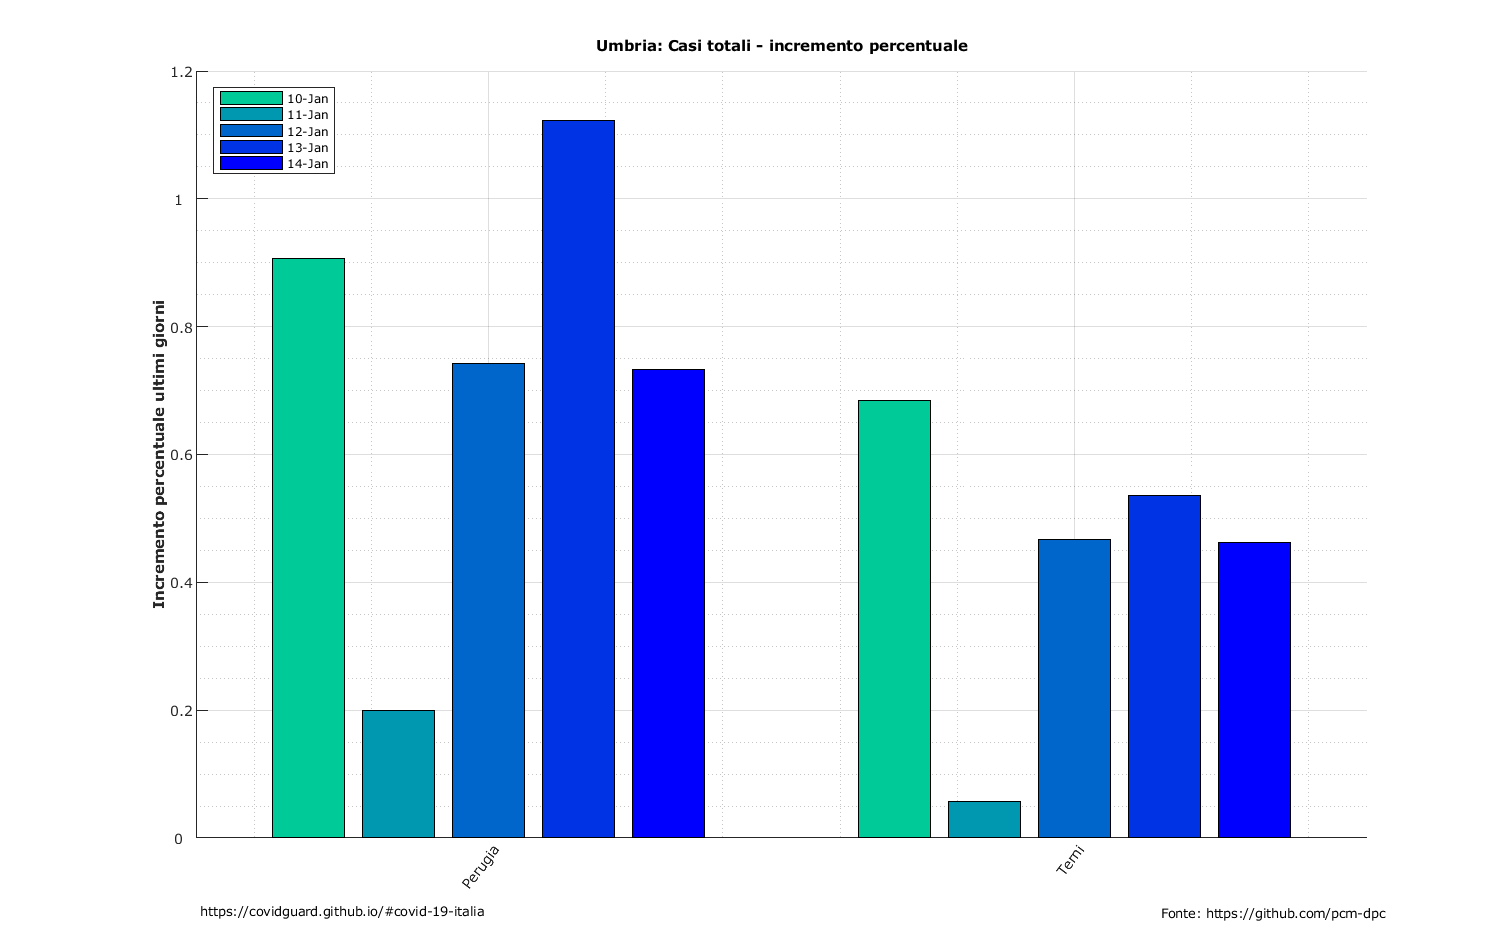 Umbria: Casi totali - incremento percentuale
10-Jan
11-Jan
12-Jan
13-Jan
14-Jan
Incremento percentuale ultimi giorni
1.2
1
0.8
0.6
0.4
0.2
0
Perugia
Terni
https://covidguard.github.io/#covid-19-italia
Fonte: https://github.com/pcm-dpc